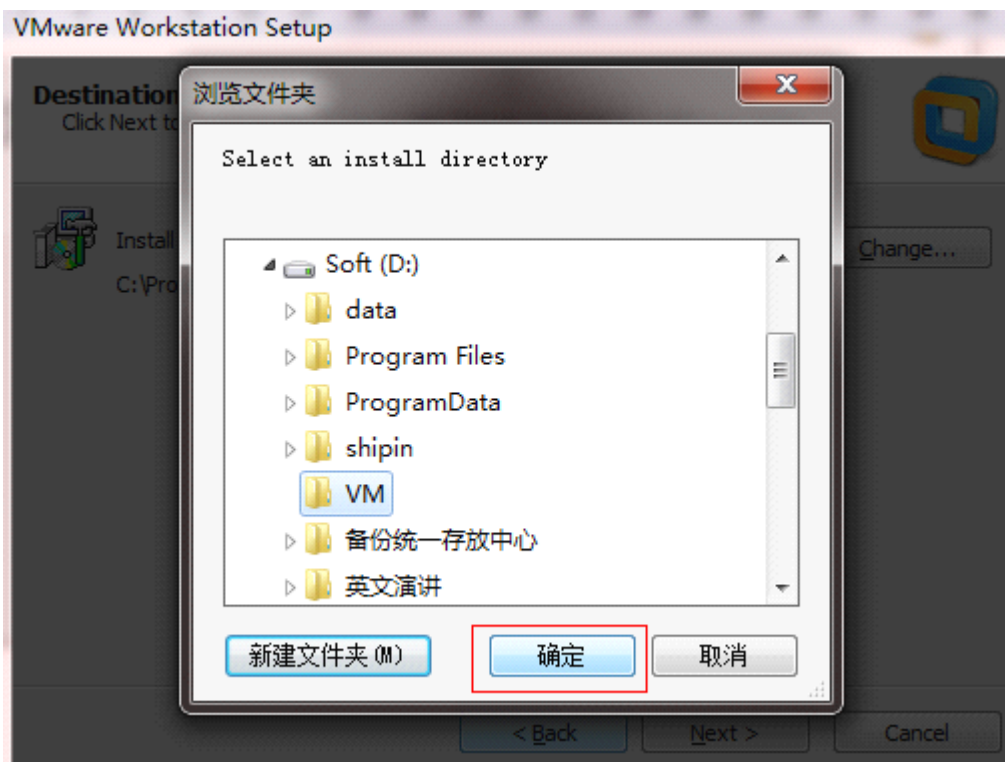 VMware Workstation Setup
Destination
Click Next to
浏览文件夹
Select an install directory
Install
C:\Pro
Change...
Soft (D:)
data
Program Files
ProgramData
shipin
VM
备份统一存放中心
英文演讲
新建文件夹(M)
确定
取消
< Back
Next >
Cancel